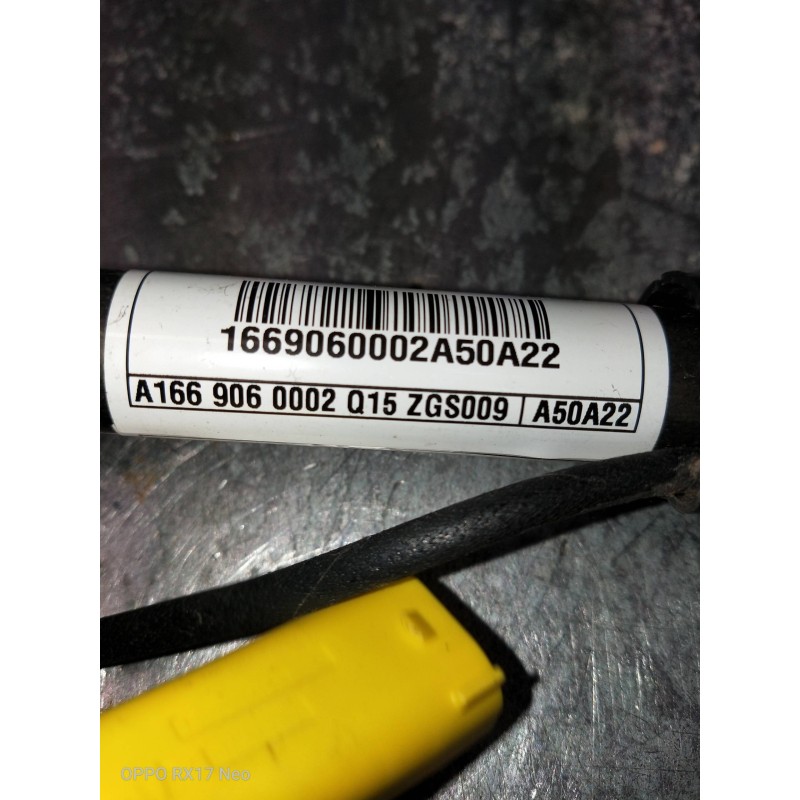 1669060002A50A22
A166 906 0002 Q15 ZGS009 A50A22
OPPO RX17 Neo